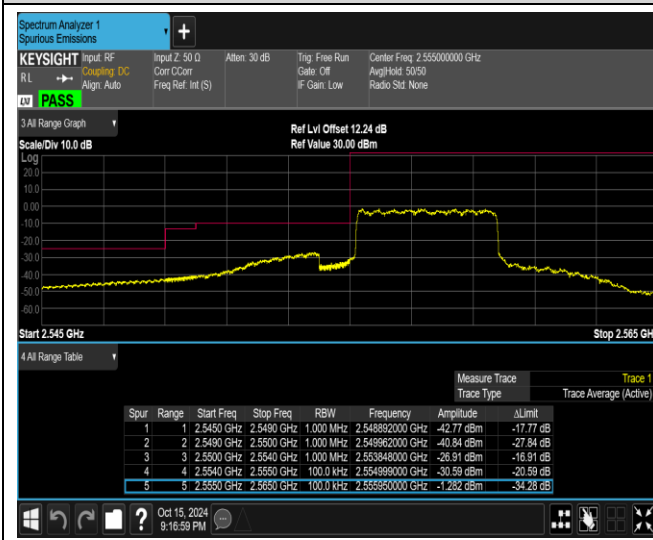 Spectrum Analyzer 1
Spurious Emissions
+
KEYSIGHT Input: RF Input Z: 50 Ω Atten: 30 dB Trig: Free Run Center Freq: 2.555000000 GHz
RL Coupling: DC Corr CCorr Gate: Off Avg|Hold: 50/50
Align: Auto Freq Ref: Int (S) IF Gain: Low Radio Std: None
LXI PASS
3 All Range Graph
Ref Lvl Offset 12.24 dB
Scale/Div 10.0 dB Ref Value 30.00 dBm
Log
20.0
10.0
0.00
-10.0
-20.0
-30.0
-40.0
-50.0
-60.0
Start 2.545 GHz Stop 2.565 GH
4 All Range Table
Measure Trace Trace 1
Trace Type Trace Average (Active)
Spur Range Start Freq Stop Freq RBW Frequency Amplitude ΔLimit
1 1 2.5450 GHz 2.5490 GHz 1.000 MHz 2.548892000 GHz -42.77 dBm -17.77 dB
2 2 2.5490 GHz 2.5500 GHz 1.000 MHz 2.549962000 GHz -40.84 dBm -27.84 dB
3 3 2.5500 GHz 2.5540 GHz 1.000 MHz 2.553848000 GHz -26.91 dBm -16.91 dB
4 4 2.5540 GHz 2.5550 GHz 100.0 kHz 2.554999000 GHz -30.59 dBm -20.59 dB
5 5 2.5550 GHz 2.5650 GHz 100.0 kHz 2.555950000 GHz -1.282 dBm -34.28 dB
? Oct 15, 2024
9:16:59 PM